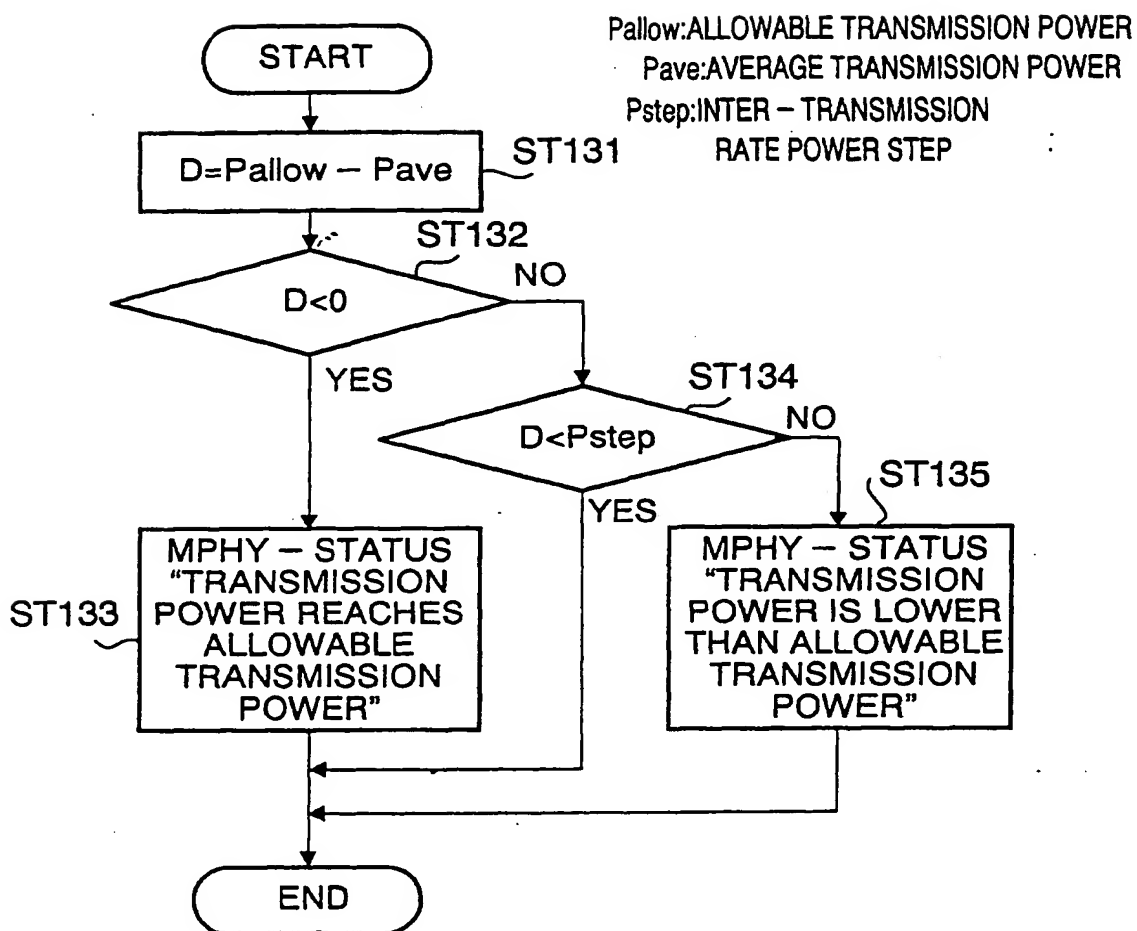 Pallow:ALLOWABLE TRANSMISSION POWER
Pave:AVERAGE TRANSMISSION POWER
Pstep:INTER – TRANSMISSION
RATE POWER STEP
START
D=Pallow – Pave
ST131
ST132
D<0
NO
YES
ST134
D<Pstep
NO
YES
ST135
ST133
MPHY – STATUS
“TRANSMISSION
POWER REACHES
ALLOWABLE
TRANSMISSION
POWER”
MPHY – STATUS
“TRANSMISSION
POWER IS LOWER
THAN ALLOWABLE
TRANSMISSION
POWER”
END